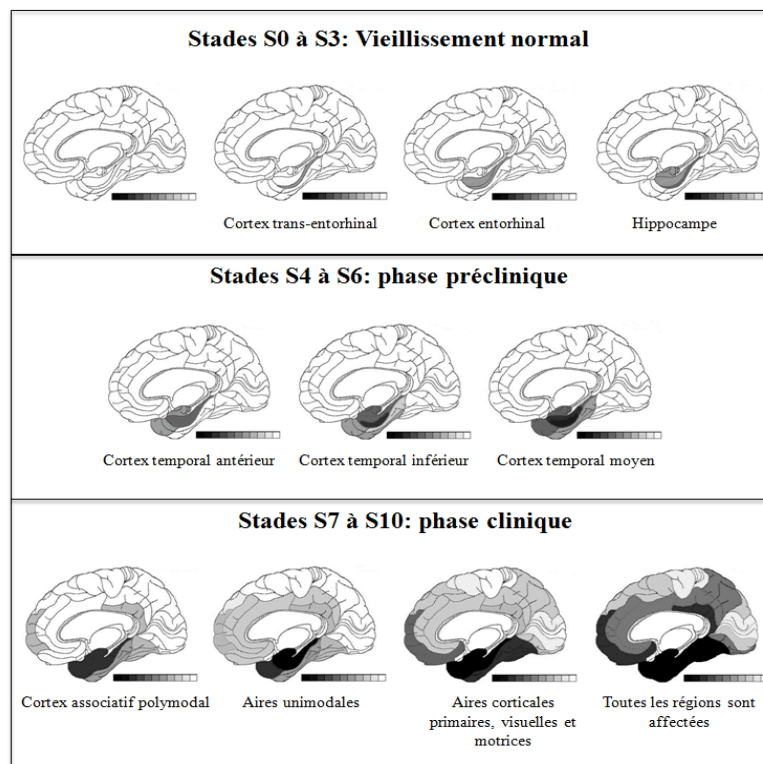 Stades S0 à S3: Vieillissement normal
Cortex trans-entorhinal
Cortex entorhinal
Hippocampe
Stades S4 à S6: phase préclinique
Cortex temporal antérieur
Cortex temporal inférieur
Cortex temporal moyen
Stades S7 à S10: phase clinique
Cortex associatif polymodal
Aires unimodales
Aires corticales
primaires, visuelles et
motrices
Toutes les régions sont
affectées